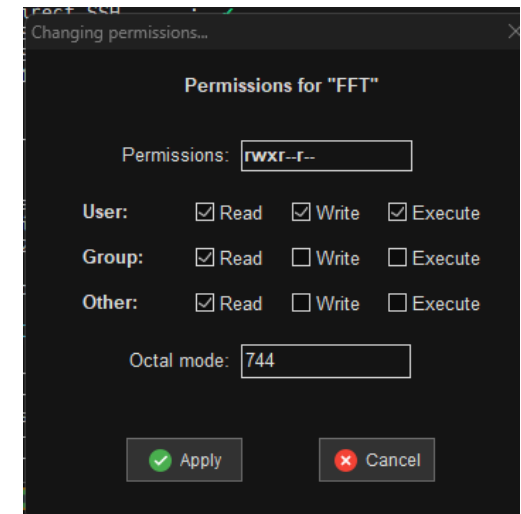 Changing permissions...
Permissions for "FFT"
Permissions: rwxr--r--
User: Read Write Execute
Group: Read Write Execute
Other: Read Write Execute
Octal mode: 744
Apply Cancel